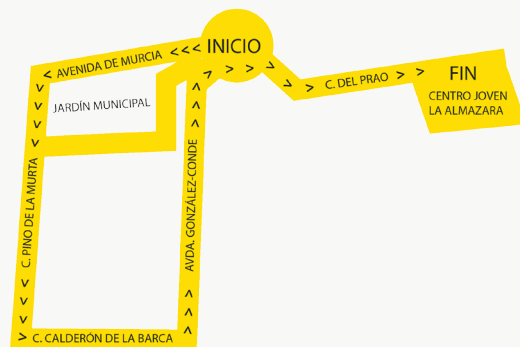 INICIO
AVENIDA DE MURCIA
JARDÍN MUNICIPAL
C. PINO DE LA MURTA
C. CALDERÓN DE LA BARCA
AVDA. GONZÁLEZ-CONDE
C. DEL PRAO
FIN
CENTRO JOVEN
LA ALMAZARA